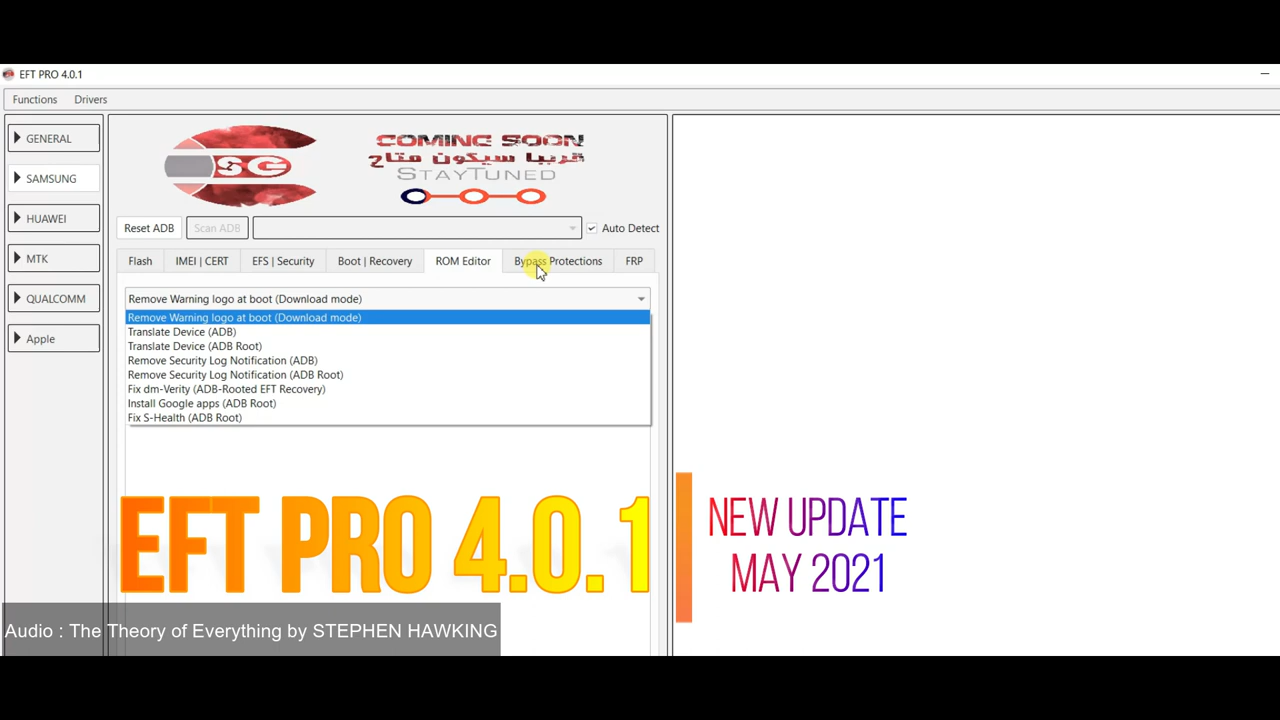 EFT PRO 4.0.1
Functions Drivers
GENERAL
SAMSUNG
HUAWEI
MTK
QUALCOMM
Apple
SG
COMING SOON
قريبا سيكون متاح
STAYTUNED
Reset ADB Scan ADB Auto Detect
Flash IMEI | CERT EFS | Security Boot | Recovery ROM Editor Bypass Protections FRP
Remove Warning logo at boot (Download mode)
Remove Warning logo at boot (Download mode)
Translate Device (ADB)
Translate Device (ADB Root)
Remove Security Log Notification (ADB)
Remove Security Log Notification (ADB Root)
Fix dm-Verity (ADB-Rooted EFT Recovery)
Install Google apps (ADB Root)
Fix S-Health (ADB Root)
EFT PRO 4.0.1
NEW UPDATE
MAY 2021
Audio : The Theory of Everything by STEPHEN HAWKING